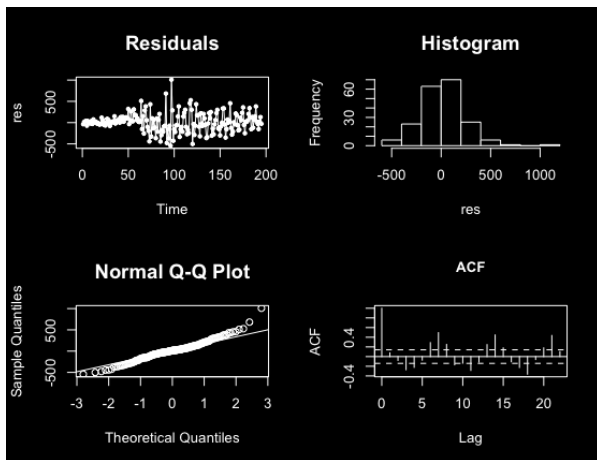 Residuals
res
500
-500
0 50 100 150 200
Time
Histogram
Frequency
60
30
0
-500 0 500 1000
res
Normal Q-Q Plot
Sample Quantiles
500
-500
-3 -2 -1 0 1 2 3
Theoretical Quantiles
ACF
ACF
0.4
-0.4
0 5 10 15 20
Lag